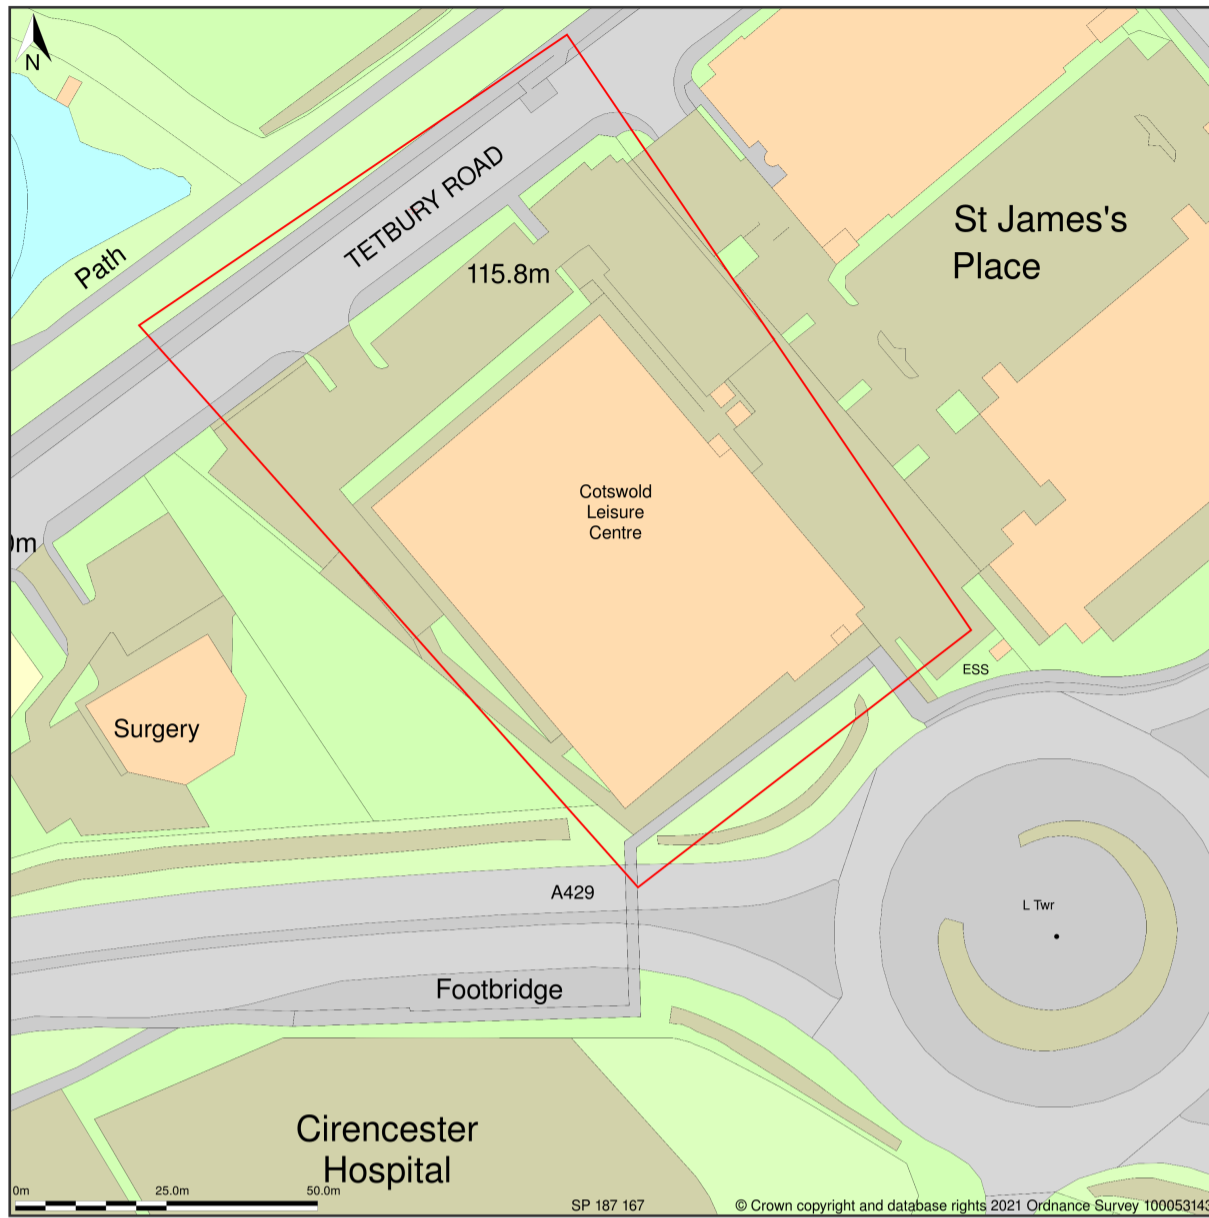 N
TETBURY ROAD
Path
115.8m
St James's
Place
Cotswold
Leisure
Centre
Surgery
ESS
A429
L Twr
Footbridge
Cirencester
Hospital
0m
25.0m
50.0m
SP 187 167
© Crown copyright and database rights 2021 Ordnance Survey 100053143